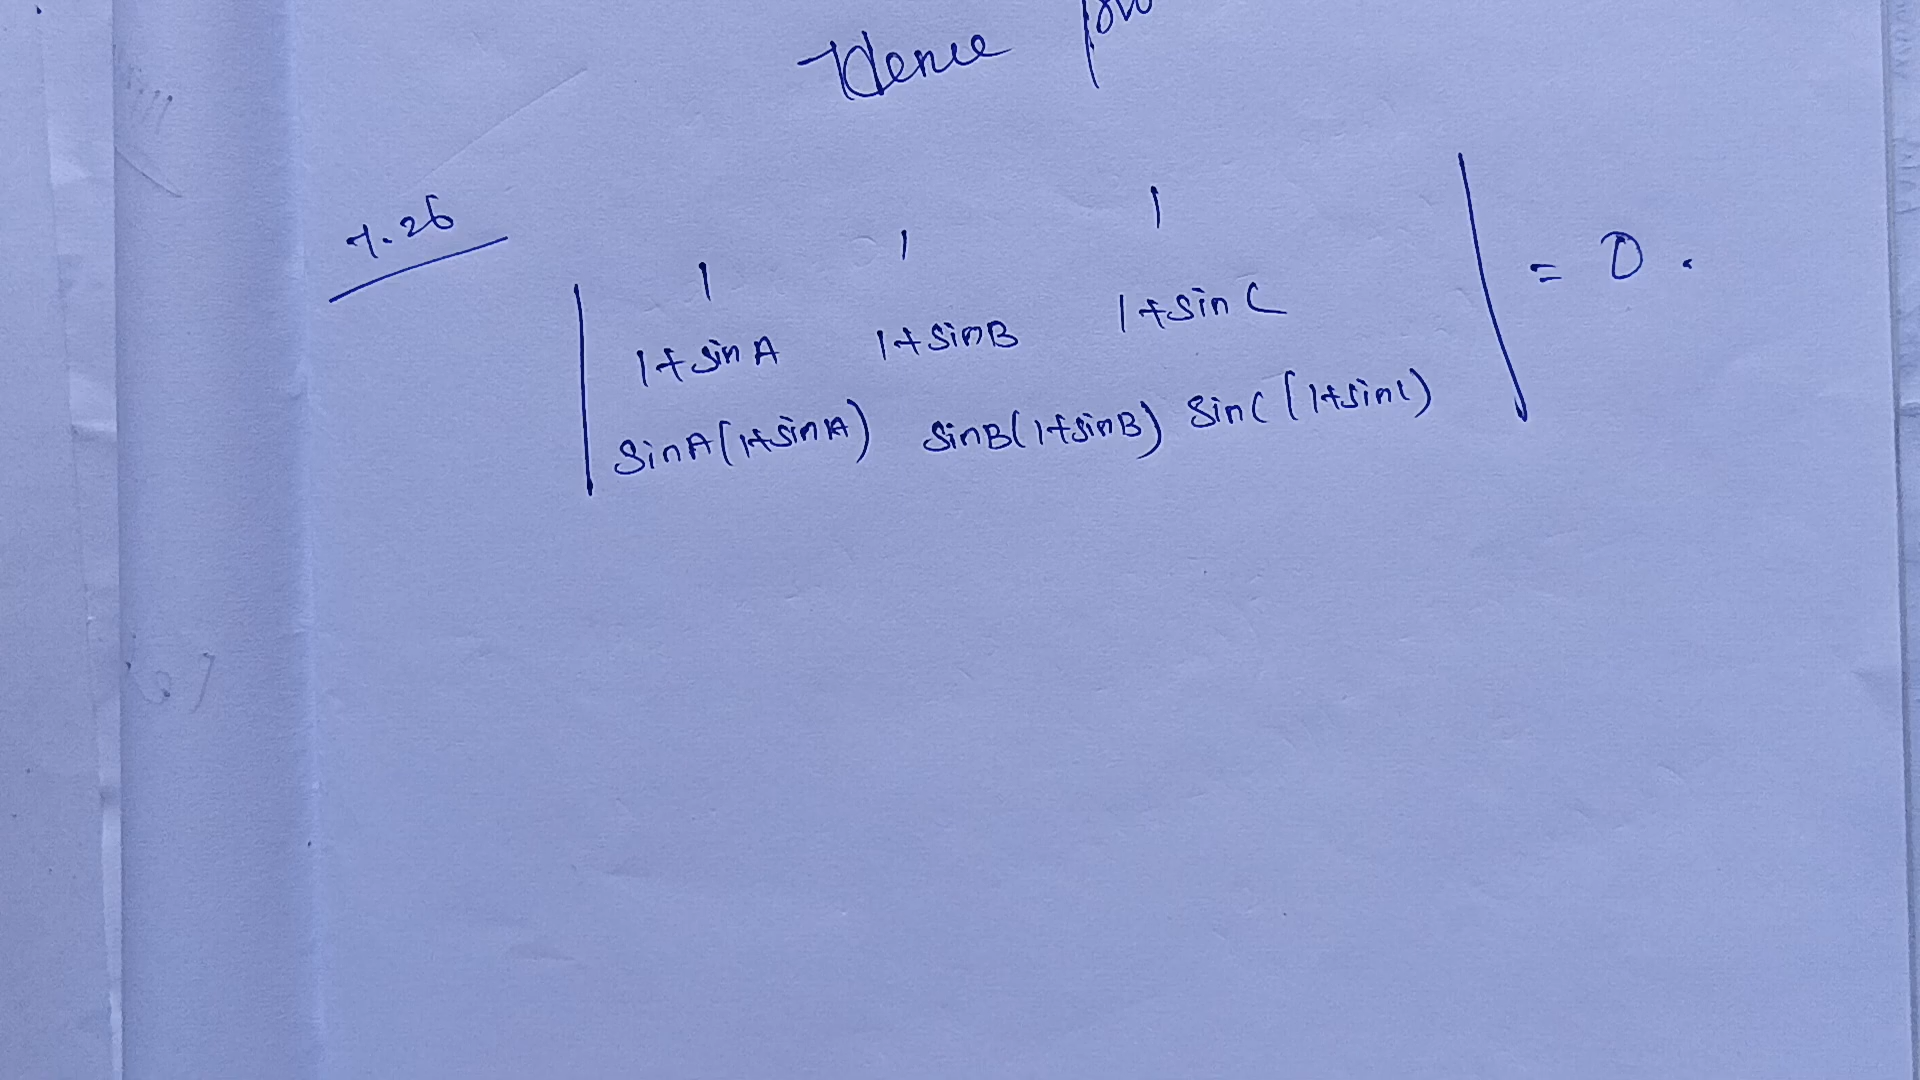 Hence
7.26
1 1 1
1+sin A 1+sinB 1+sin C = 0.
sinA(1+sinA) sinB(1+sinB) sinC(1+sinC)